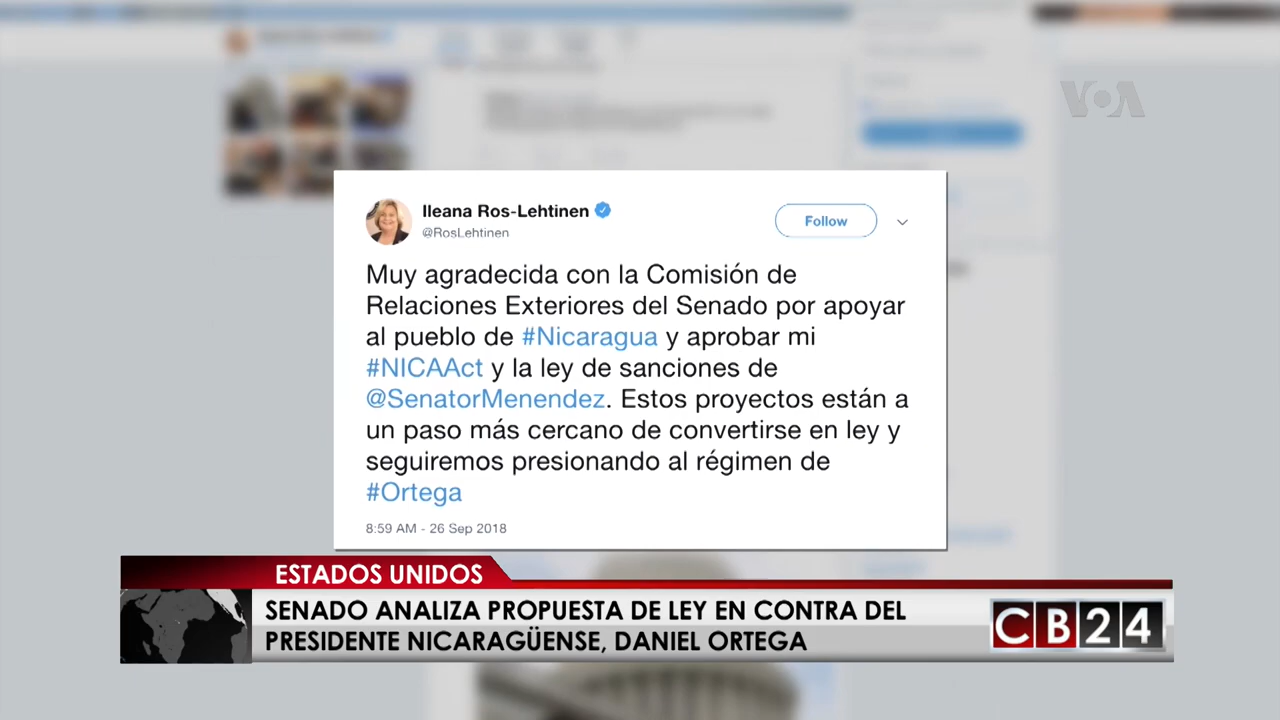 VOA
Ileana Ros-Lehtinen
@RosLehtinen
Follow
Muy agradecida con la Comisión de
Relaciones Exteriores del Senado por apoyar
al pueblo de #Nicaragua y aprobar mi
#NICAAct y la ley de sanciones de
@SenatorMenendez. Estos proyectos están a
un paso más cercano de convertirse en ley y
seguiremos presionando al régimen de
#Ortega
8:59 AM - 26 Sep 2018
ESTADOS UNIDOS
SENADO ANALIZA PROPUESTA DE LEY EN CONTRA DEL
PRESIDENTE NICARAGÜENSE, DANIEL ORTEGA
CB24